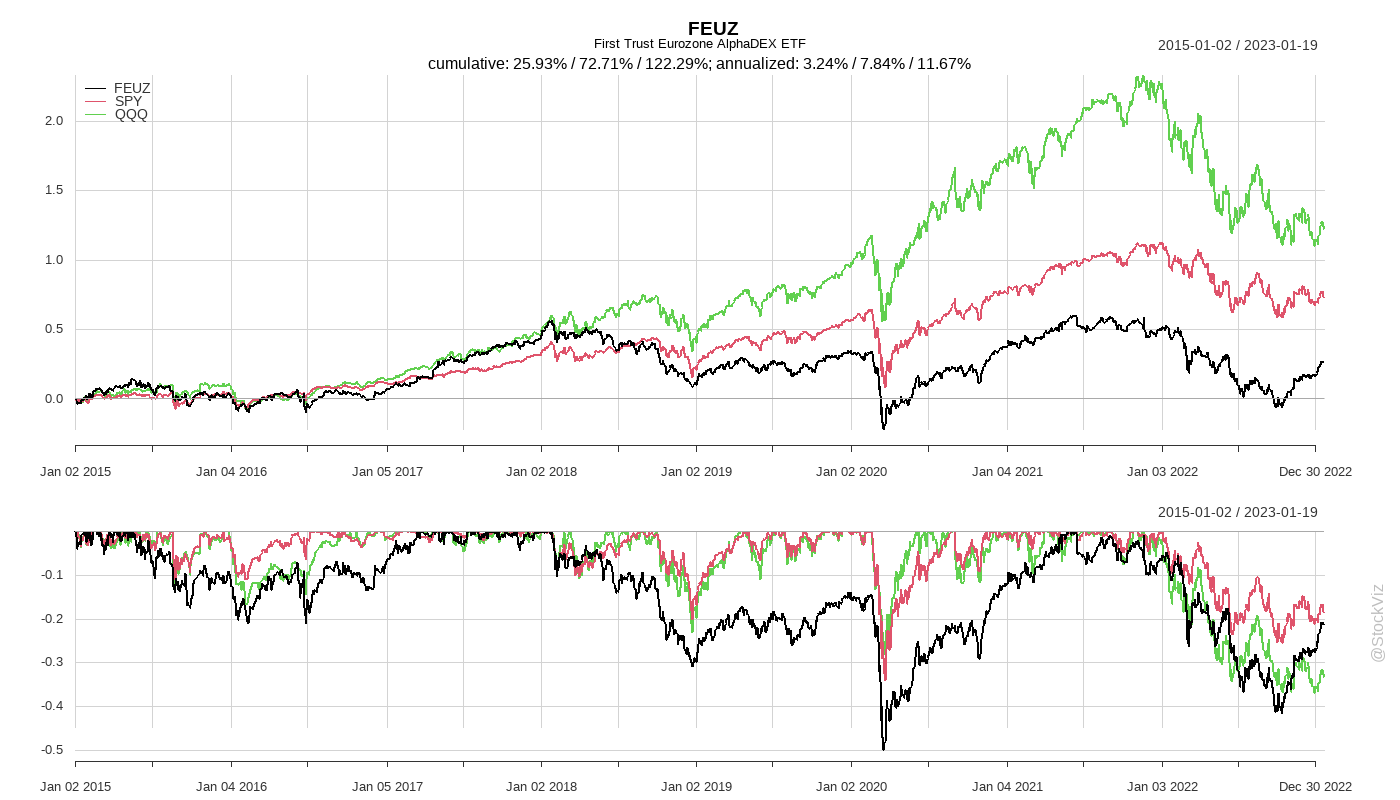 FEUZ
First Trust Eurozone AlphaDEX ETF
2015-01-02 / 2023-01-19
cumulative: 25.93% / 72.71% / 122.29%; annualized: 3.24% / 7.84% / 11.67%
FEUZ
SPY
QQQ
2.0
1.5
1.0
0.5
0.0
Jan 02 2015 Jan 04 2016 Jan 05 2017 Jan 02 2018 Jan 02 2019 Jan 02 2020 Jan 04 2021 Jan 03 2022 Dec 30 2022
2015-01-02 / 2023-01-19
-0.1
-0.2
-0.3
-0.4
-0.5
Jan 02 2015 Jan 04 2016 Jan 05 2017 Jan 02 2018 Jan 02 2019 Jan 02 2020 Jan 04 2021 Jan 03 2022 Dec 30 2022
@StockViz